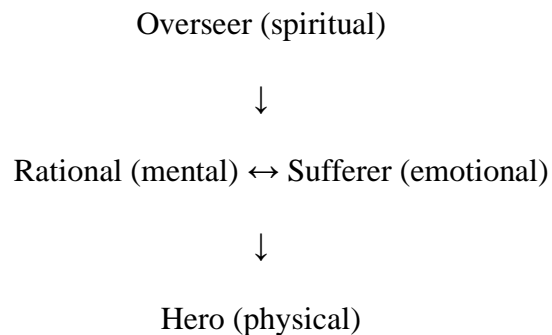 Overseer (spiritual)
↓
Rational (mental) ↔ Sufferer (emotional)
↓
Hero (physical)